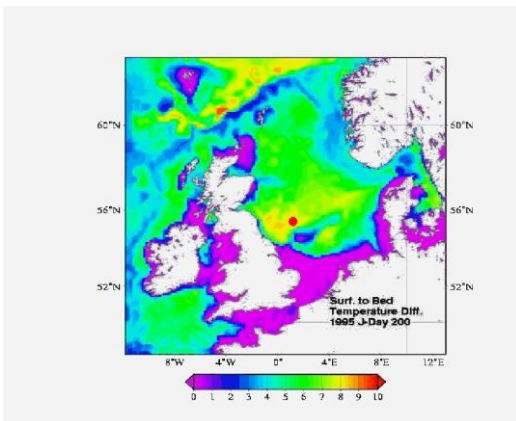 60°N
60°N
56°N
56°N
52°N
52°N
Surf. to Bed
Temperature Diff.
1995 J-Day 200
8°W 4°W 0° 4°E 8°E 12°E
0 1 2 3 4 5 6 7 8 9 10